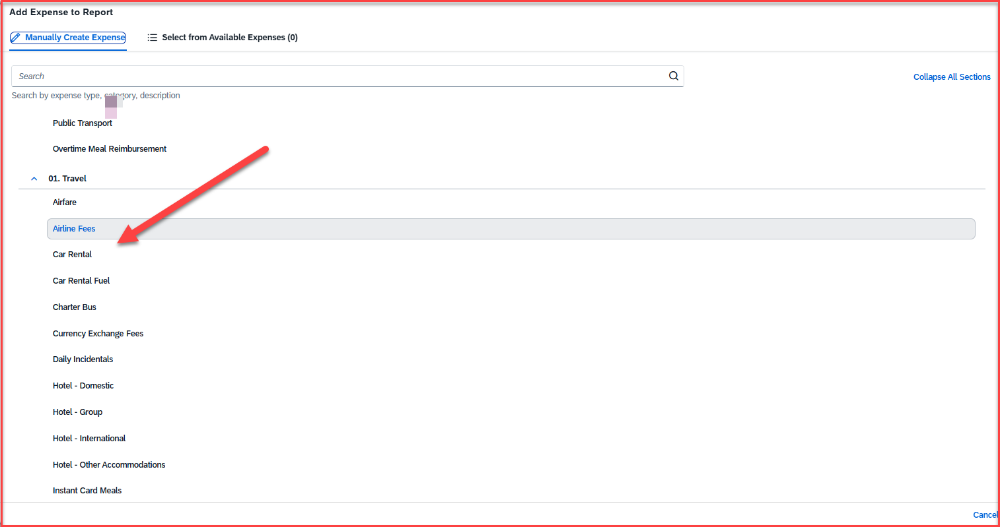 Add Expense to Report
Manually Create Expense
Select from Available Expenses (0)
Search
Collapse All Sections
Search by expense type, category, description
Public Transport
Overtime Meal Reimbursement
01. Travel
Airfare
Airline Fees
Car Rental
Car Rental Fuel
Charter Bus
Currency Exchange Fees
Daily Incidentals
Hotel - Domestic
Hotel - Group
Hotel - International
Hotel - Other Accommodations
Instant Card Meals
Cancel